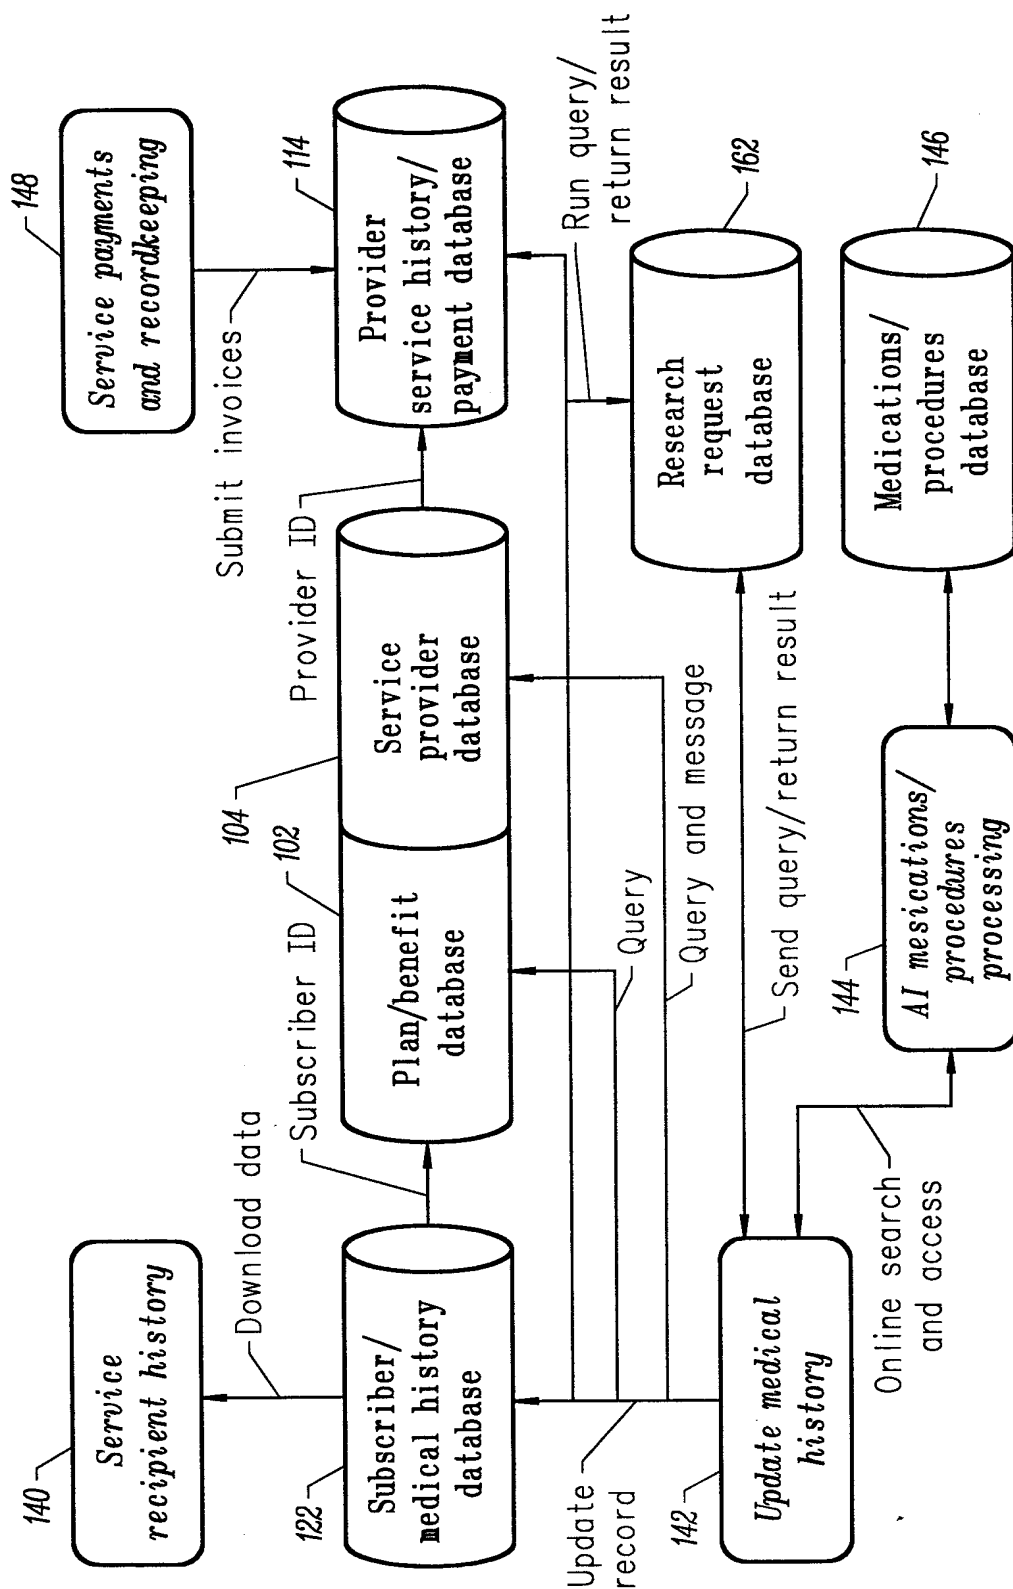 140
Service
recipient history
148
Service payments
and recordkeeping
Download data
Submit invoices
Subscriber ID
Provider ID
122
Subscriber/
medical history
database
102
Plan/benefit
database
104
Service
provider
database
114
Provider
service history/
payment database
Update
record
Query
Query and message
Run query/
return result
142
Update medical
history
Send query/return result
162
Research
request
database
Online search
and access
144
AI mesications/
procedures
processing
146
Medications/
procedures
database